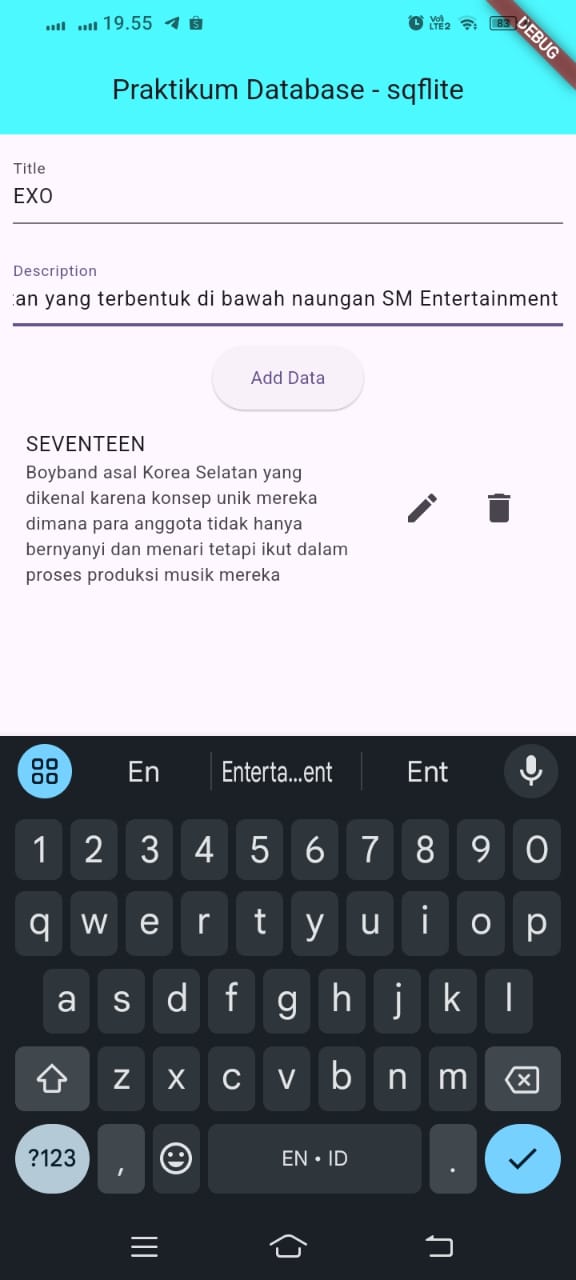 19.55
Vo)
LTE2
83
DEBUG
Praktikum Database - sqflite
Title
EXO
Description
an yang terbentuk di bawah naungan SM Entertainment
Add Data
SEVENTEEN
Boyband asal Korea Selatan yang
dikenal karena konsep unik mereka
dimana para anggota tidak hanya
bernyanyi dan menari tetapi ikut dalam
proses produksi musik mereka
En Enterta...ent Ent
1 2 3 4 5 6 7 8 9 0
q w e r t y u i o p
a s d f g h j k l
z x c v b n m
?123 , EN • ID .